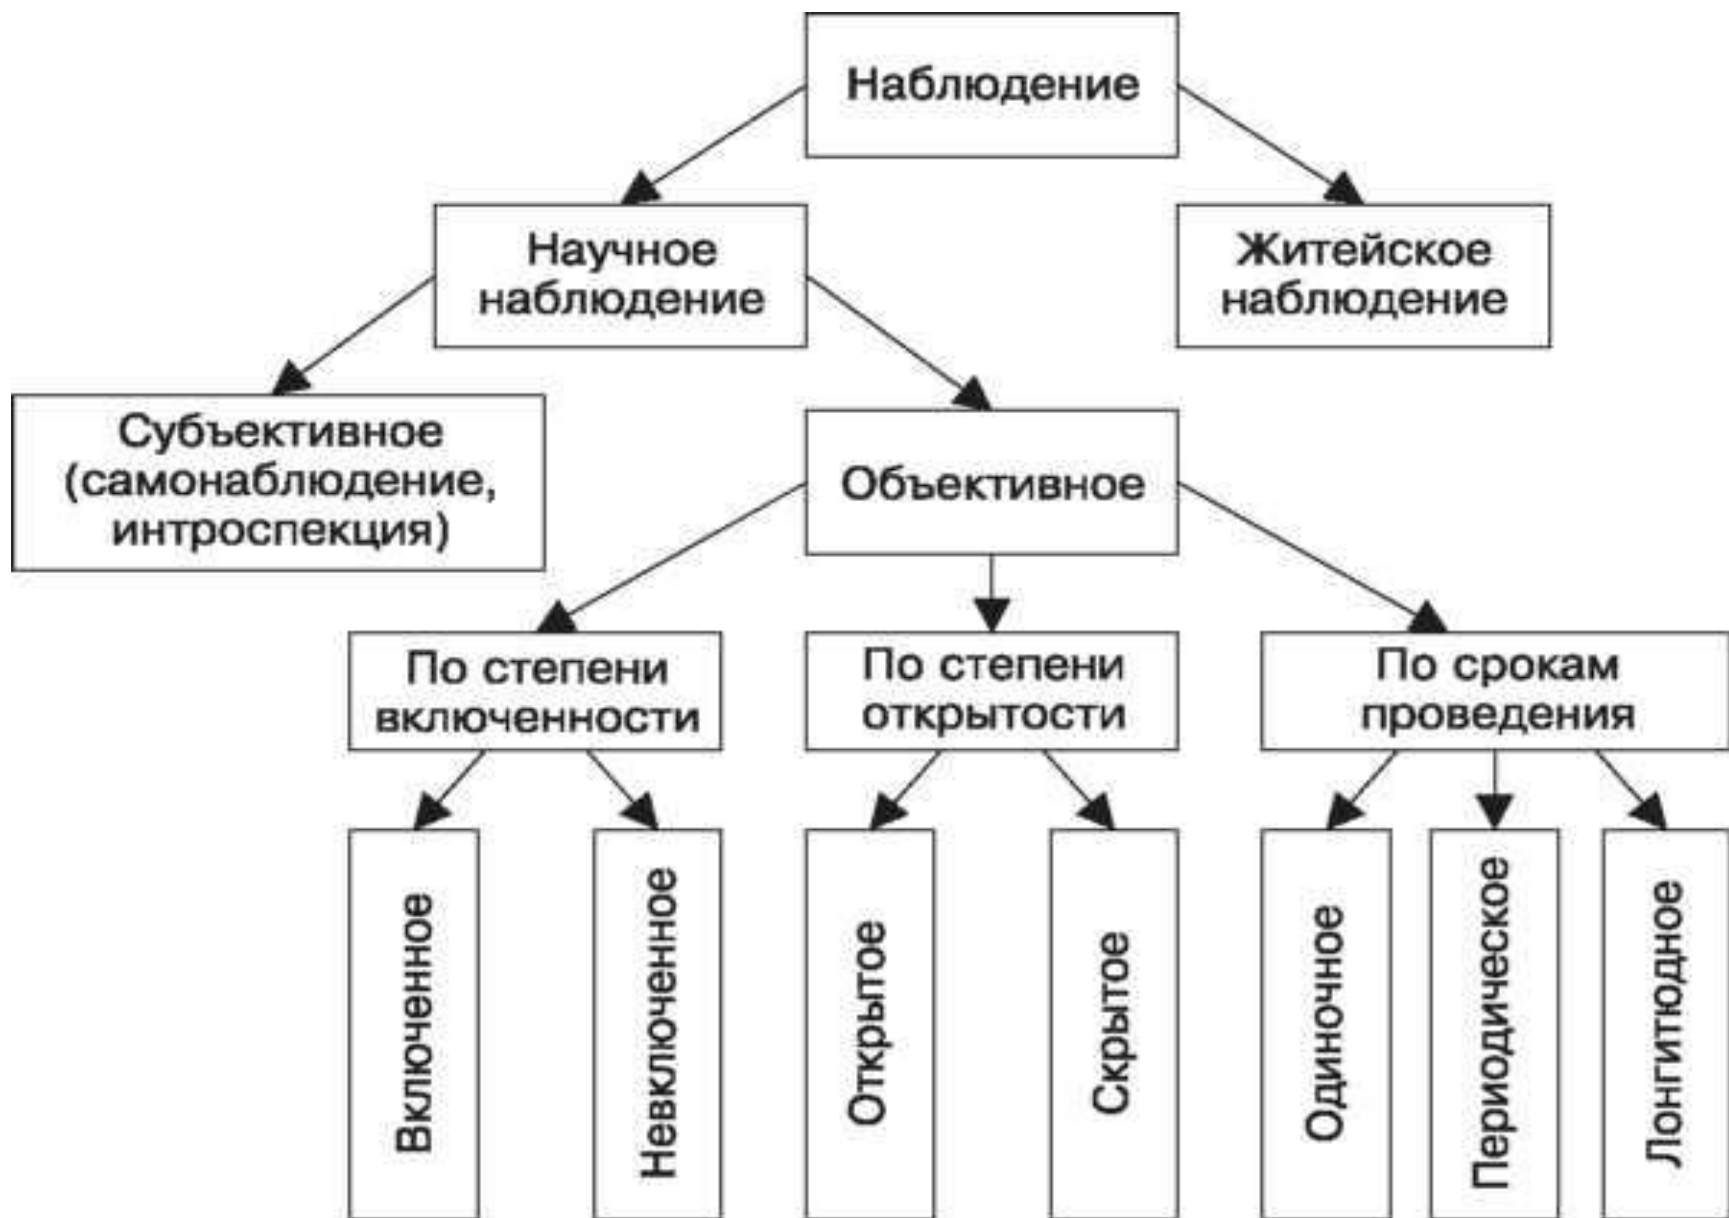 Наблюдение
Научное
наблюдение
Житейское
наблюдение
Субъективное
(самонаблюдение,
интроспекция)
Объективное
По степени
включенности
По степени
открытости
По срокам
проведения
Включенное
Невключенное
Открытое
Скрытое
Одиночное
Периодическое
Лонгитюдное